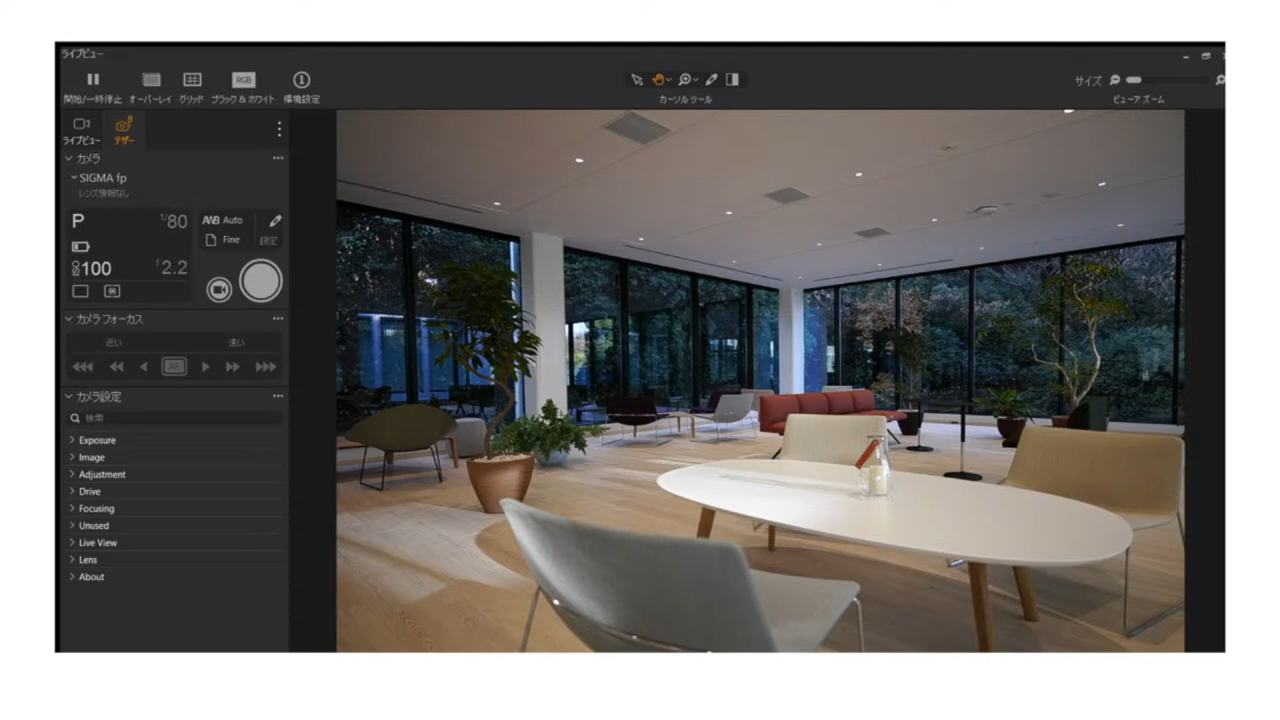 ライブビュー
開始/一時停止 オーバーレイ グリッド ブラック & ホワイト 環境設定
RGB
カーソル ツール
サイズ
ビューア ズーム
ライブビュー テザー
カメラ
SIGMA fp
レンズ情報なし
P 1/80 AWB Auto
Fine 設定
ISO 100 f 2.2
カメラ フォーカス
近い 遠い
AF
カメラ設定
検索
Exposure
Image
Adjustment
Drive
Focusing
Unused
Live View
Lens
About